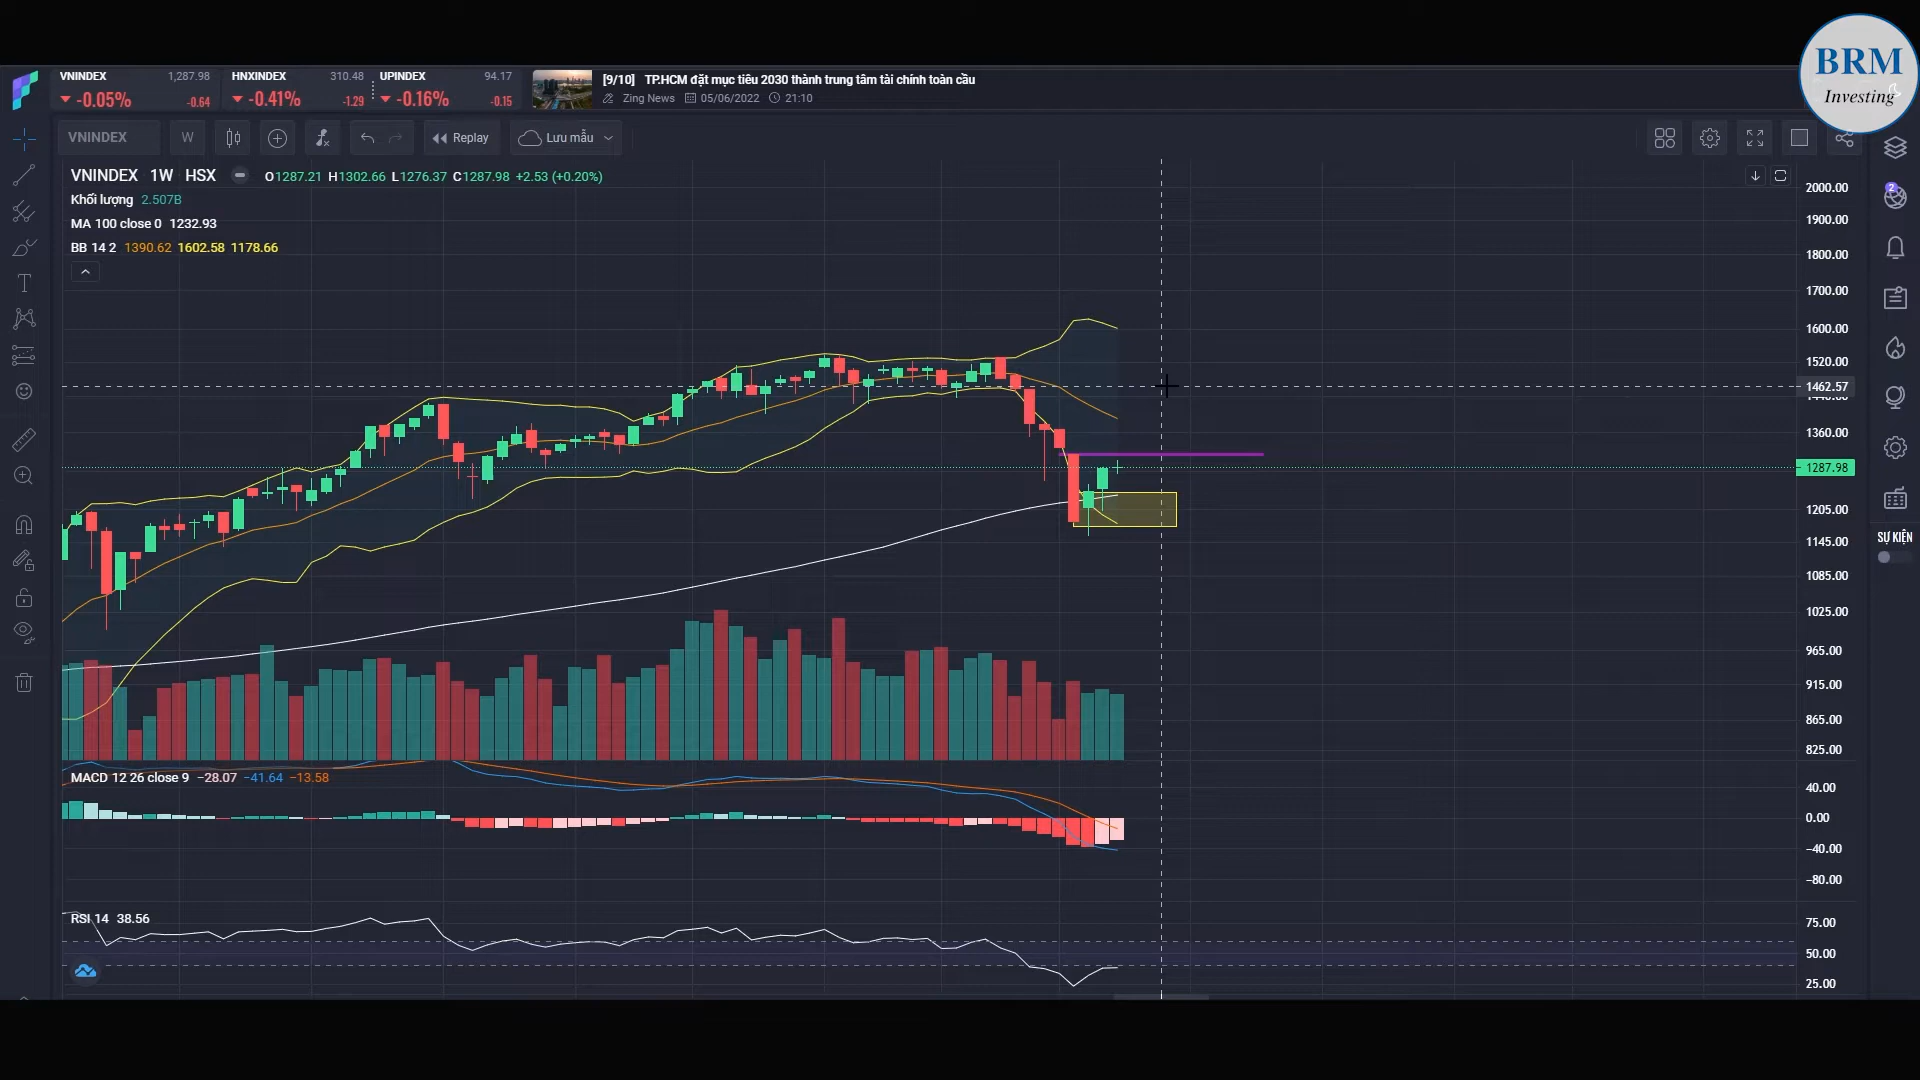 BRM
Investing
VNINDEX 1,287.98
-0.05% -0.64
HNXINDEX 310.48
-0.41% -1.29
UPINDEX 94.17
-0.16% -0.15
[9/10] TP.HCM đặt mục tiêu 2030 thành trung tâm tài chính toàn cầu
Zing News 05/06/2022 21:10
VNINDEX W Replay Lưu mẫu
VNINDEX 1W HSX O1287.21 H1302.66 L1276.37 C1287.98 +2.53 (+0.20%)
Khối lượng 2.507B
MA 100 close 0 1232.93
BB 14 2 1390.62 1602.58 1178.66
2000.00
1900.00
1800.00
1700.00
1600.00
1520.00
1462.57
1360.00
1287.98
1205.00
1145.00
1085.00
1025.00
965.00
915.00
865.00
825.00
2
SỰ KIỆN
MACD 12 26 close 9 −28.07 −41.64 −13.58
40.00
0.00
−40.00
−80.00
RSI 14 38.56
75.00
50.00
25.00